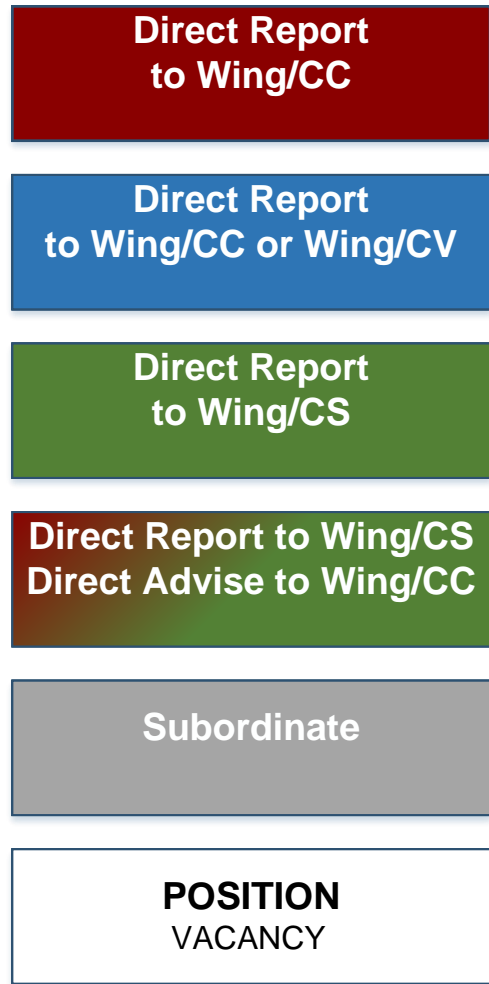 Direct Report
to Wing/CC
Direct Report
to Wing/CC or Wing/CV
Direct Report
to Wing/CS
Direct Report to Wing/CS
Direct Advise to Wing/CC
Subordinate
POSITION
VACANCY